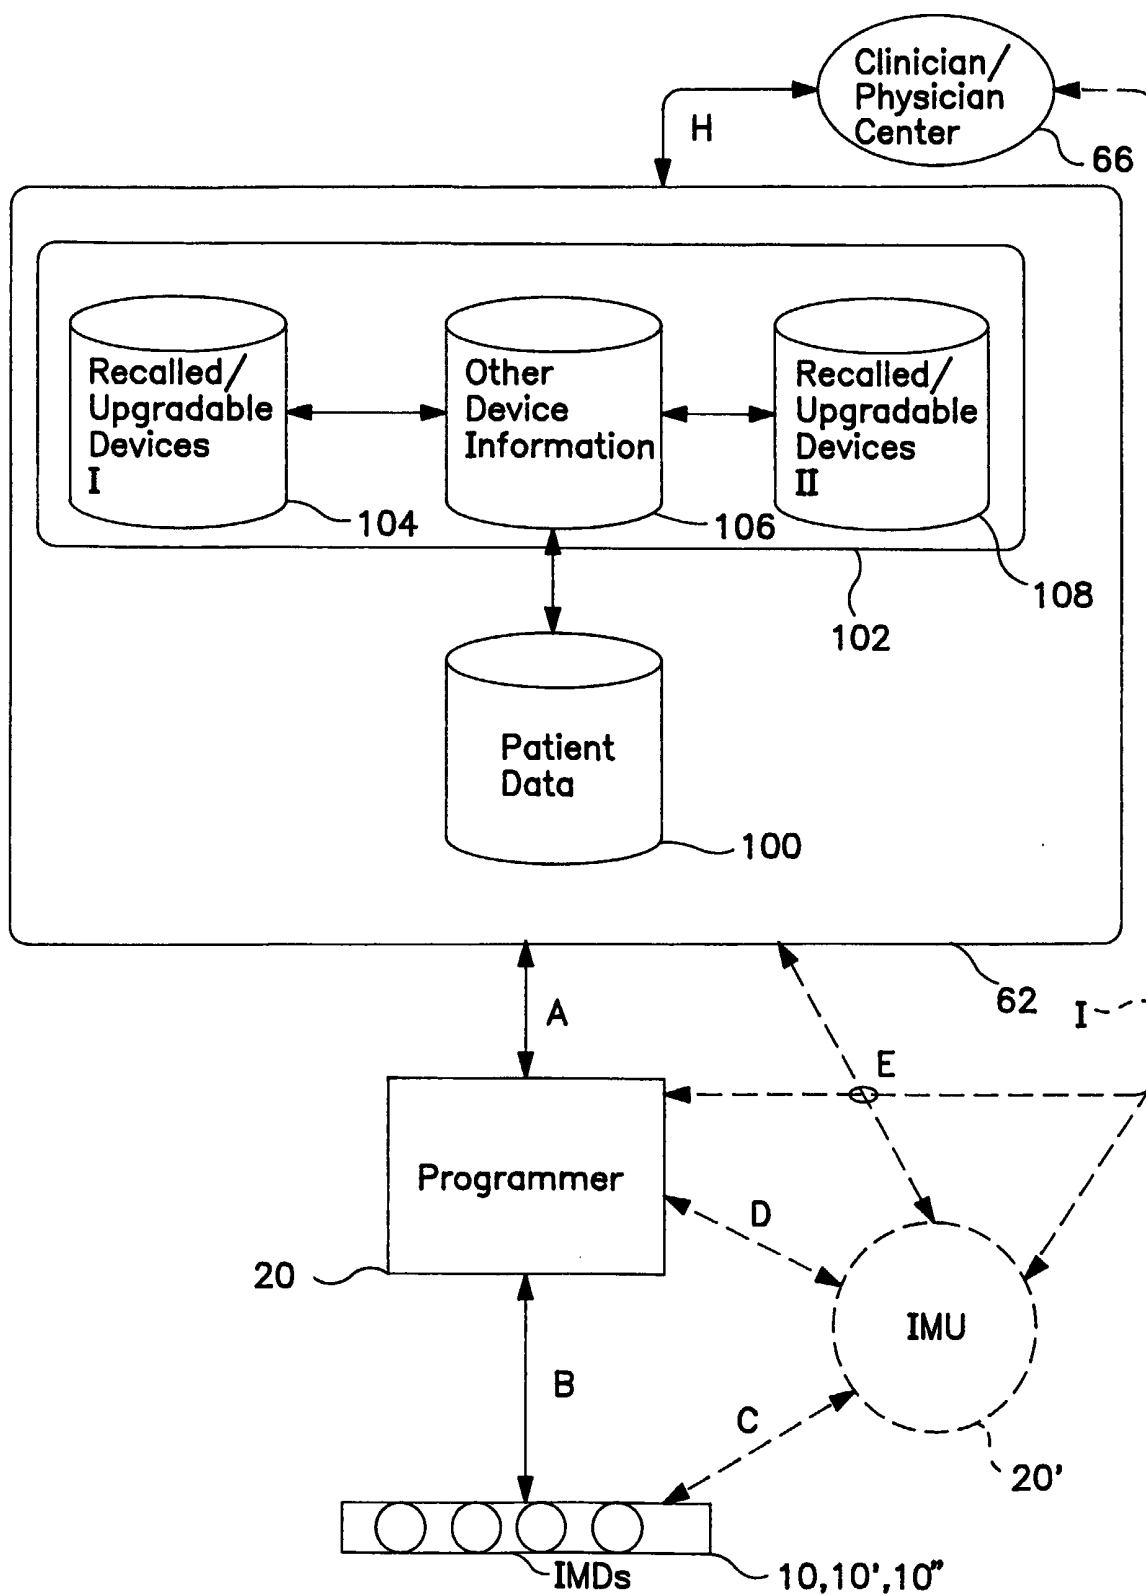 Clinician/
Physician
Center
H
66
Recalled/
Upgradable
Devices
I
Other
Device
Information
Recalled/
Upgradable
Devices
II
104
106
108
102
Patient
Data
100
62
A
I
E
Programmer
D
20
IMU
B
C
20'
IMDs
10,10',10"